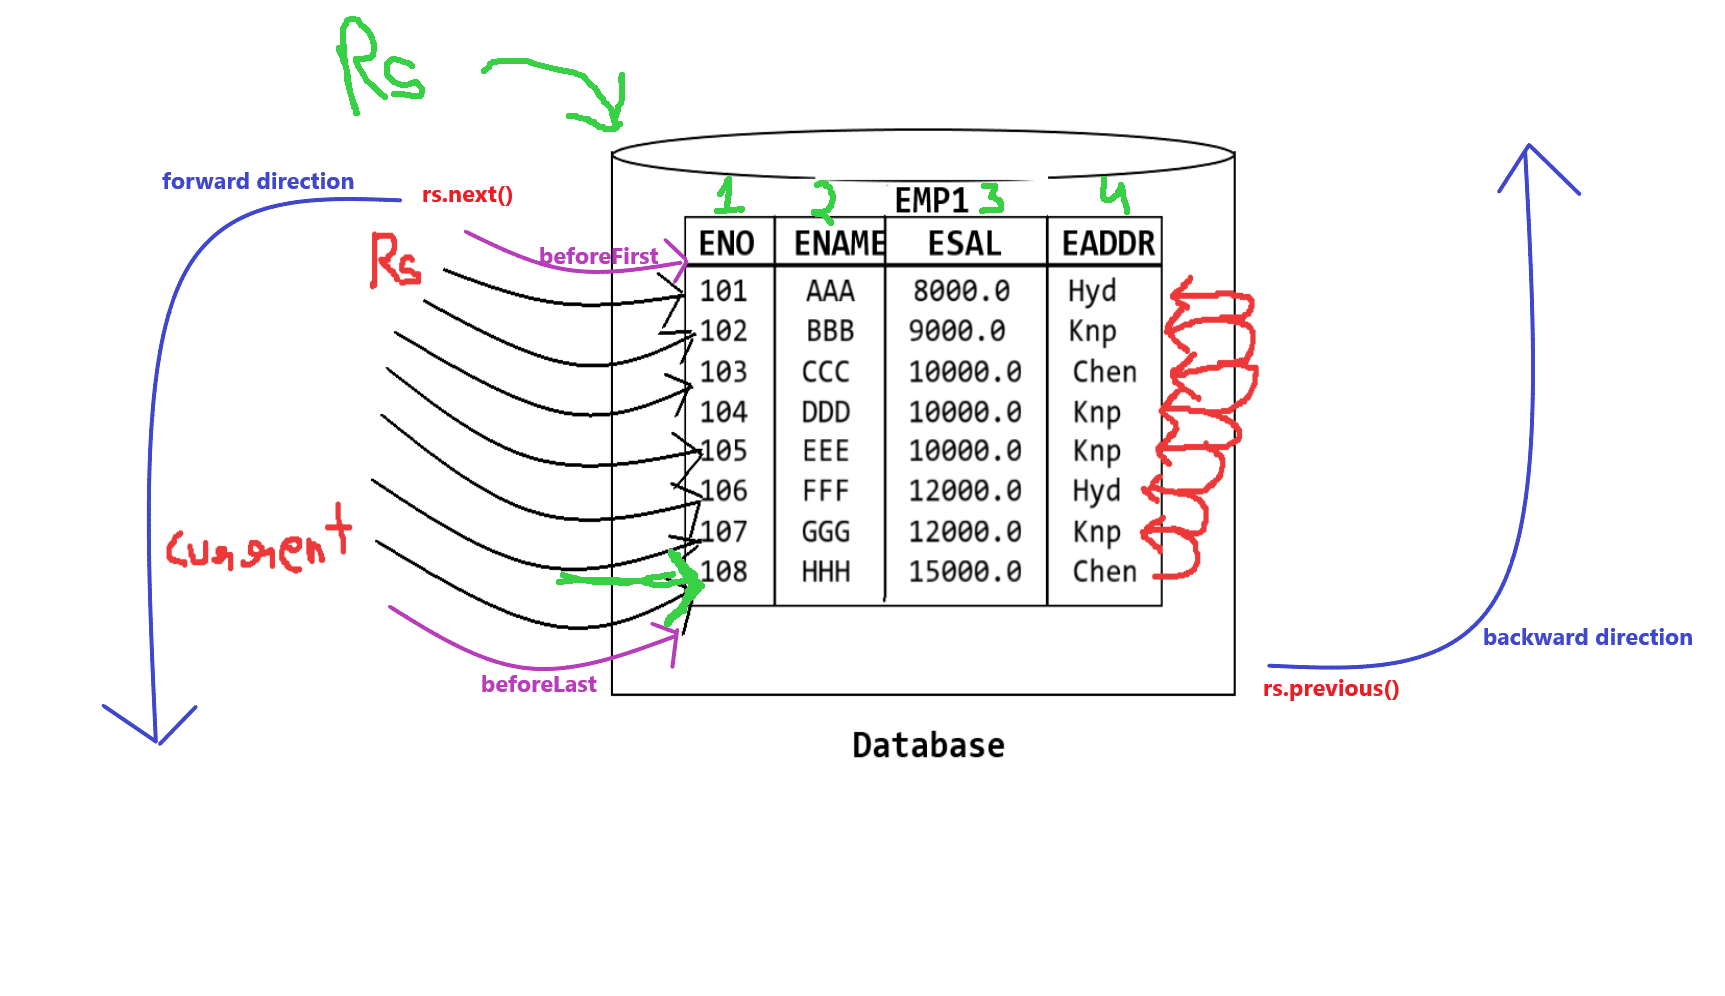 Rs
forward direction
rs.next()
1 2 EMP1 3 4
Rs
beforeFirst
ENO ENAME ESAL EADDR
101 AAA 8000.0 Hyd
102 BBB 9000.0 Knp
103 CCC 10000.0 Chen
104 DDD 10000.0 Knp
105 EEE 10000.0 Knp
106 FFF 12000.0 Hyd
107 GGG 12000.0 Knp
108 HHH 15000.0 Chen
current
beforeLast
backward direction
rs.previous()
Database